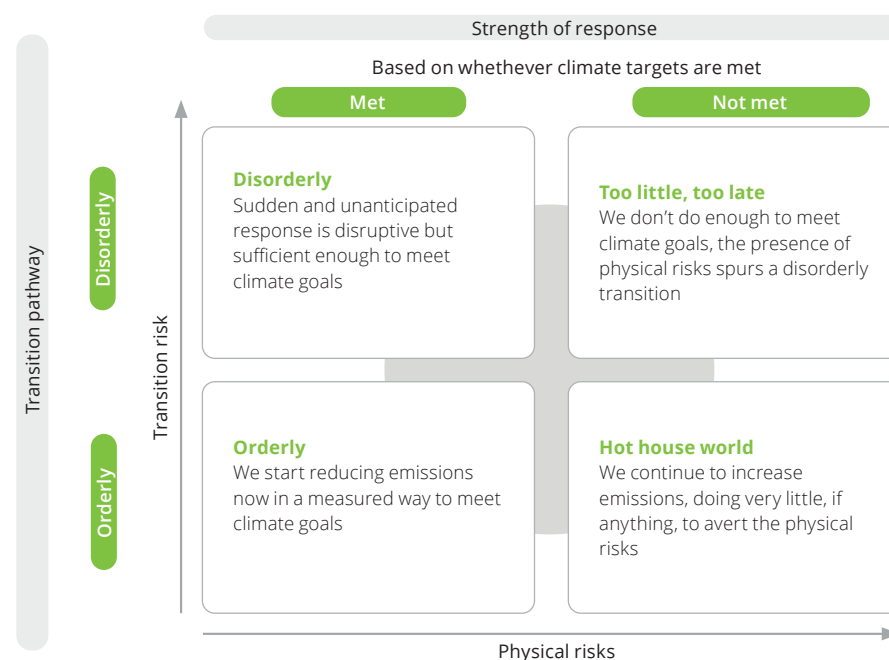 Strength of response
Based on whethever climate targets are met
Met
Not met
Transition pathway
Disorderly
Orderly
Transition risk
Disorderly
Sudden and unanticipated
response is disruptive but
sufficient enough to meet
climate goals
Too little, too late
We don’t do enough to meet
climate goals, the presence of
physical risks spurs a disorderly
transition
Orderly
We start reducing emissions
now in a measured way to meet
climate goals
Hot house world
We continue to increase
emissions, doing very little, if
anything, to avert the physical
risks
Physical risks